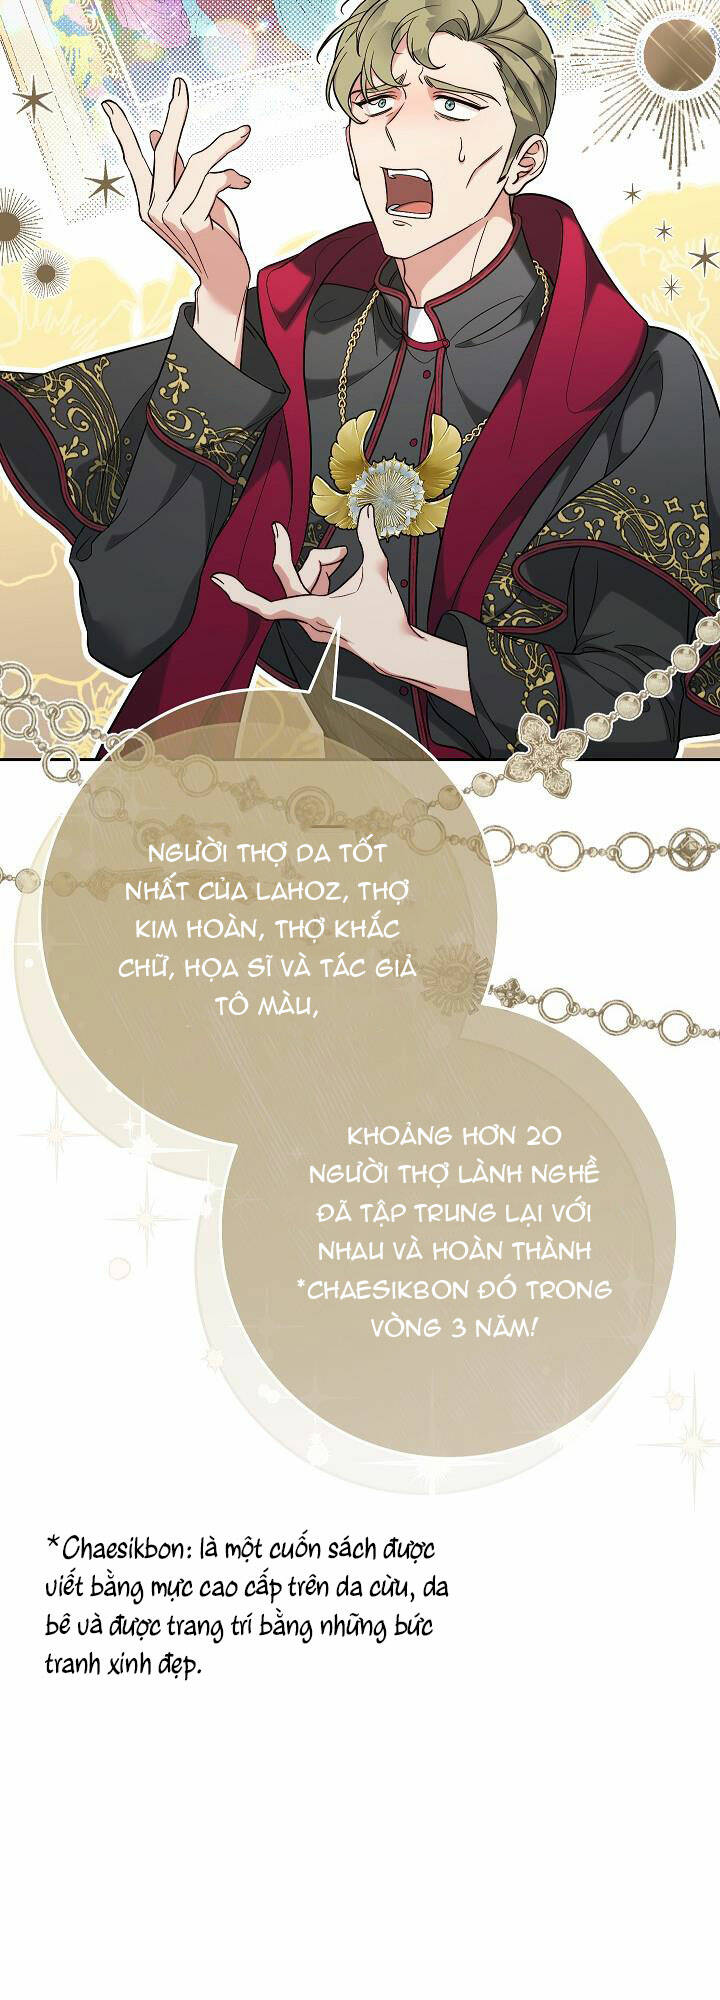 NGƯỜI THỢ DA TỐT
NHẤT CỦA LAHOZ, THỢ
KIM HOÀN, THỢ KHẮC
CHỮ, HỌA SĨ VÀ TÁC GIẢ
TÔ MÀU,
KHOẢNG HƠN 20
NGƯỜI THỢ LÀNH NGHỀ
ĐÃ TẬP TRUNG LẠI VỚI
NHAU VÀ HOÀN THÀNH
*CHAESIKBON ĐÓ TRONG
VÒNG 3 NĂM!
*Chaesikbon: là một cuốn sách được
viết bằng mực cao cấp trên da cừu, da
bê và được trang trí bằng những bức
tranh xinh đẹp.